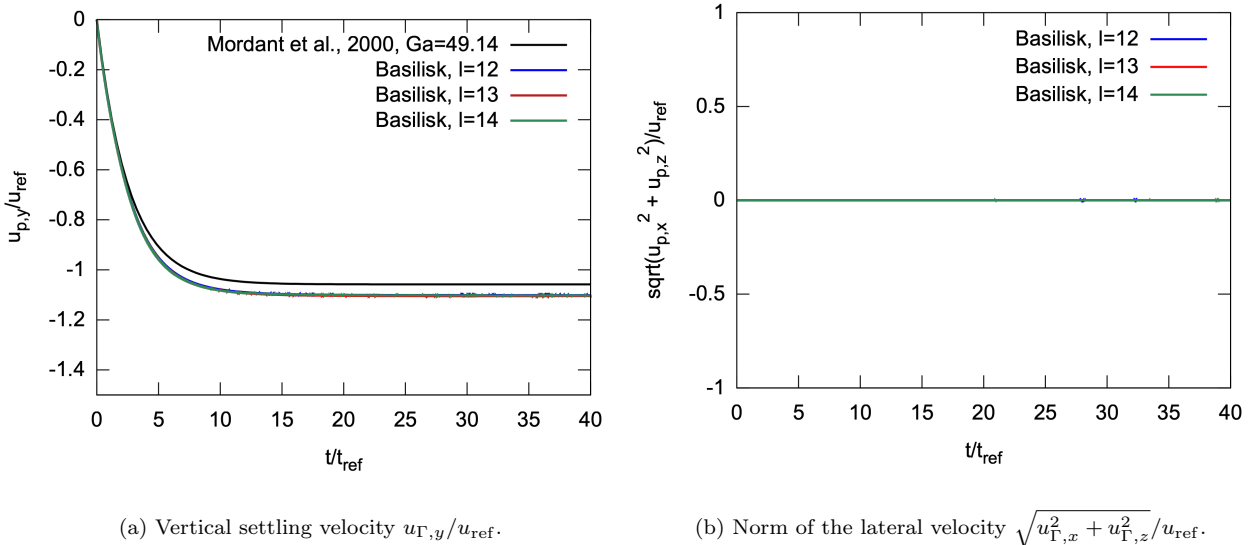 0
-0.2
-0.4
-0.6
-0.8
-1
-1.2
-1.4
u_{p,y}/u_{ref}
Mordant et al., 2000, Ga=49.14
Basilisk, l=12
Basilisk, l=13
Basilisk, l=14
0 5 10 15 20 25 30 35 40
t/t_{ref}
(a) Vertical settling velocity u_{Γ,y}/u_{ref}.
1
0.5
0
-0.5
-1
sqrt(u_{p,x}^2 + u_{p,z}^2)/u_{ref}
Basilisk, l=12
Basilisk, l=13
Basilisk, l=14
0 5 10 15 20 25 30 35 40
t/t_{ref}
(b) Norm of the lateral velocity √(u_{Γ,x}^2 + u_{Γ,z}^2)/u_{ref}.